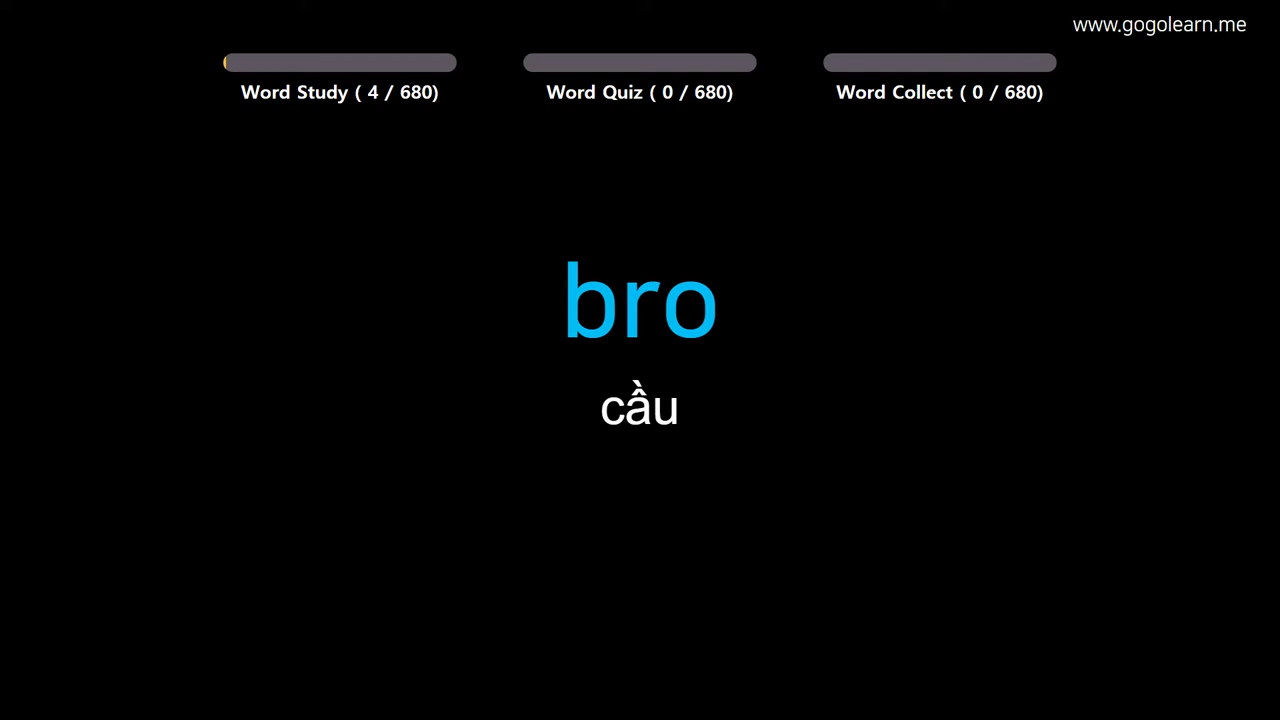 www.gogolearn.me
Word Study ( 4 / 680)
Word Quiz ( 0 / 680)
Word Collect ( 0 / 680)
bro
cầu